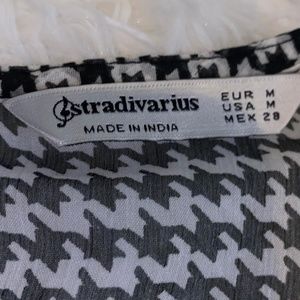 stradivarius
MADE IN INDIA
EUR M
USA M
MEX 28